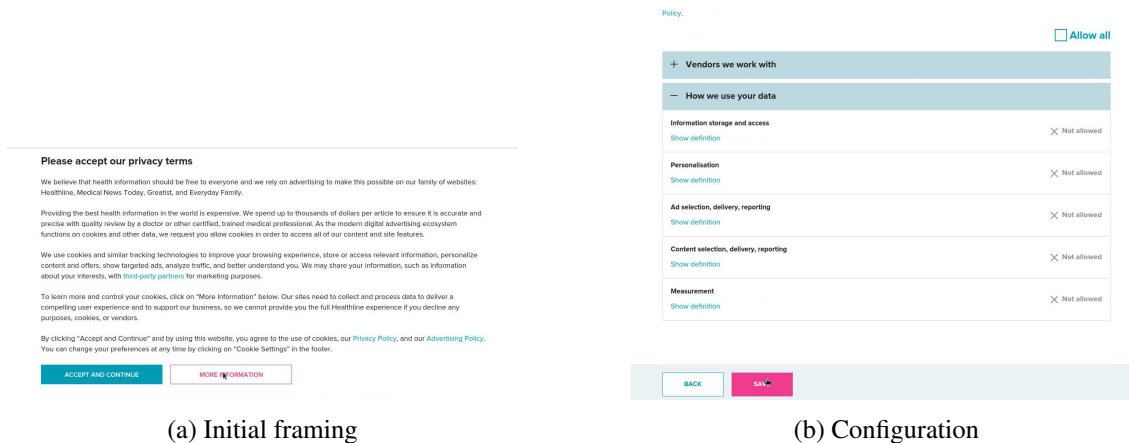 Please accept our privacy terms
We believe that health information should be free to everyone and we rely on advertising to make this possible on our family of websites:
Healthline, Medical News Today, Greatist, and Everyday Family.
Providing the best health information in the world is expensive. We spend up to thousands of dollars per article to ensure it is accurate and
precise with quality review by a doctor or other certified, trained medical professional. As the modern digital advertising ecosystem
functions on cookies and other data, we request you allow cookies in order to access all of our content and site features.
We use cookies and similar tracking technologies to improve your browsing experience, store or access relevant information, personalize
content and offers, show targeted ads, analyze traffic, and better understand you. We may share your information, such as information
about your interests, with third-party partners for marketing purposes.
To learn more and control your cookies, click on “More Information” below. Our sites need to collect and process data to deliver a
compelling user experience and to support our business, so we cannot provide you the full Healthline experience if you decline any
purposes, cookies, or vendors.
By clicking “Accept and Continue” and by using this website, you agree to the use of cookies, our Privacy Policy, and our Advertising Policy.
You can change your preferences at any time by clicking on “Cookie Settings” in the footer.
ACCEPT AND CONTINUE
MORE INFORMATION
(a) Initial framing
Policy.
Allow all
+ Vendors we work with
− How we use your data
Information storage and access
Show definition
Not allowed
Personalisation
Show definition
Not allowed
Ad selection, delivery, reporting
Show definition
Not allowed
Content selection, delivery, reporting
Show definition
Not allowed
Measurement
Show definition
Not allowed
BACK
SAVE
(b) Configuration